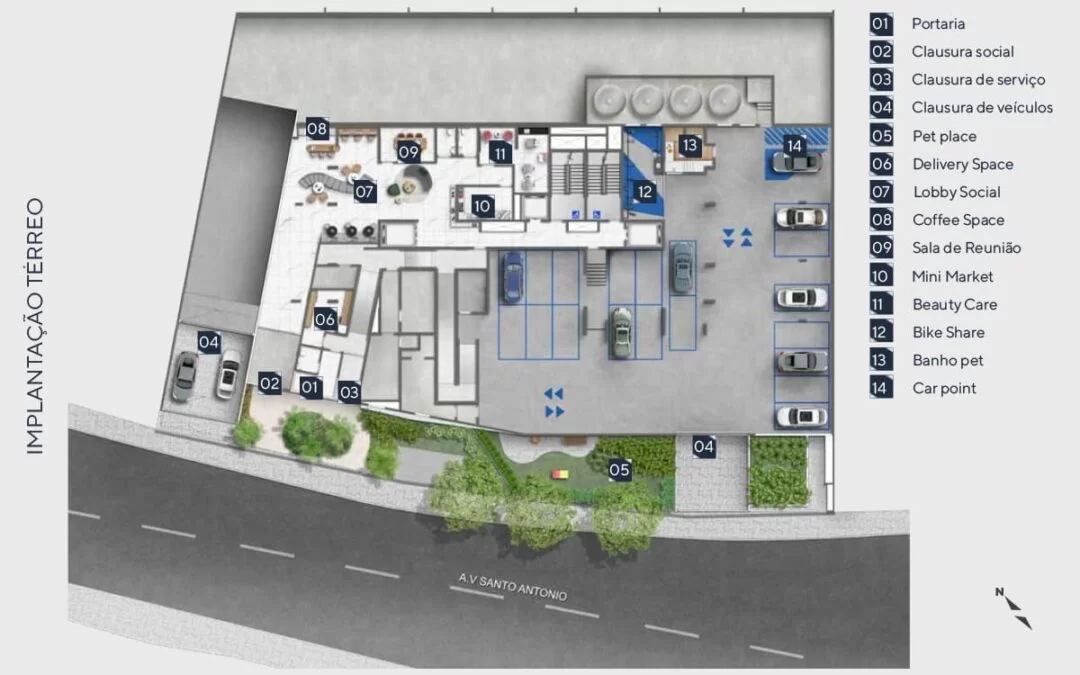 IMPLANTAÇÃO TÉRREO
01 Portaria
02 Clausura social
03 Clausura de serviço
04 Clausura de veículos
05 Pet place
06 Delivery Space
07 Lobby Social
08 Coffee Space
09 Sala de Reunião
10 Mini Market
11 Beauty Care
12 Bike Share
13 Banho pet
14 Car point
08
09
11
13
14
07
10
12
06
04
02
01
03
04
05
A.V SANTO ANTONIO
N